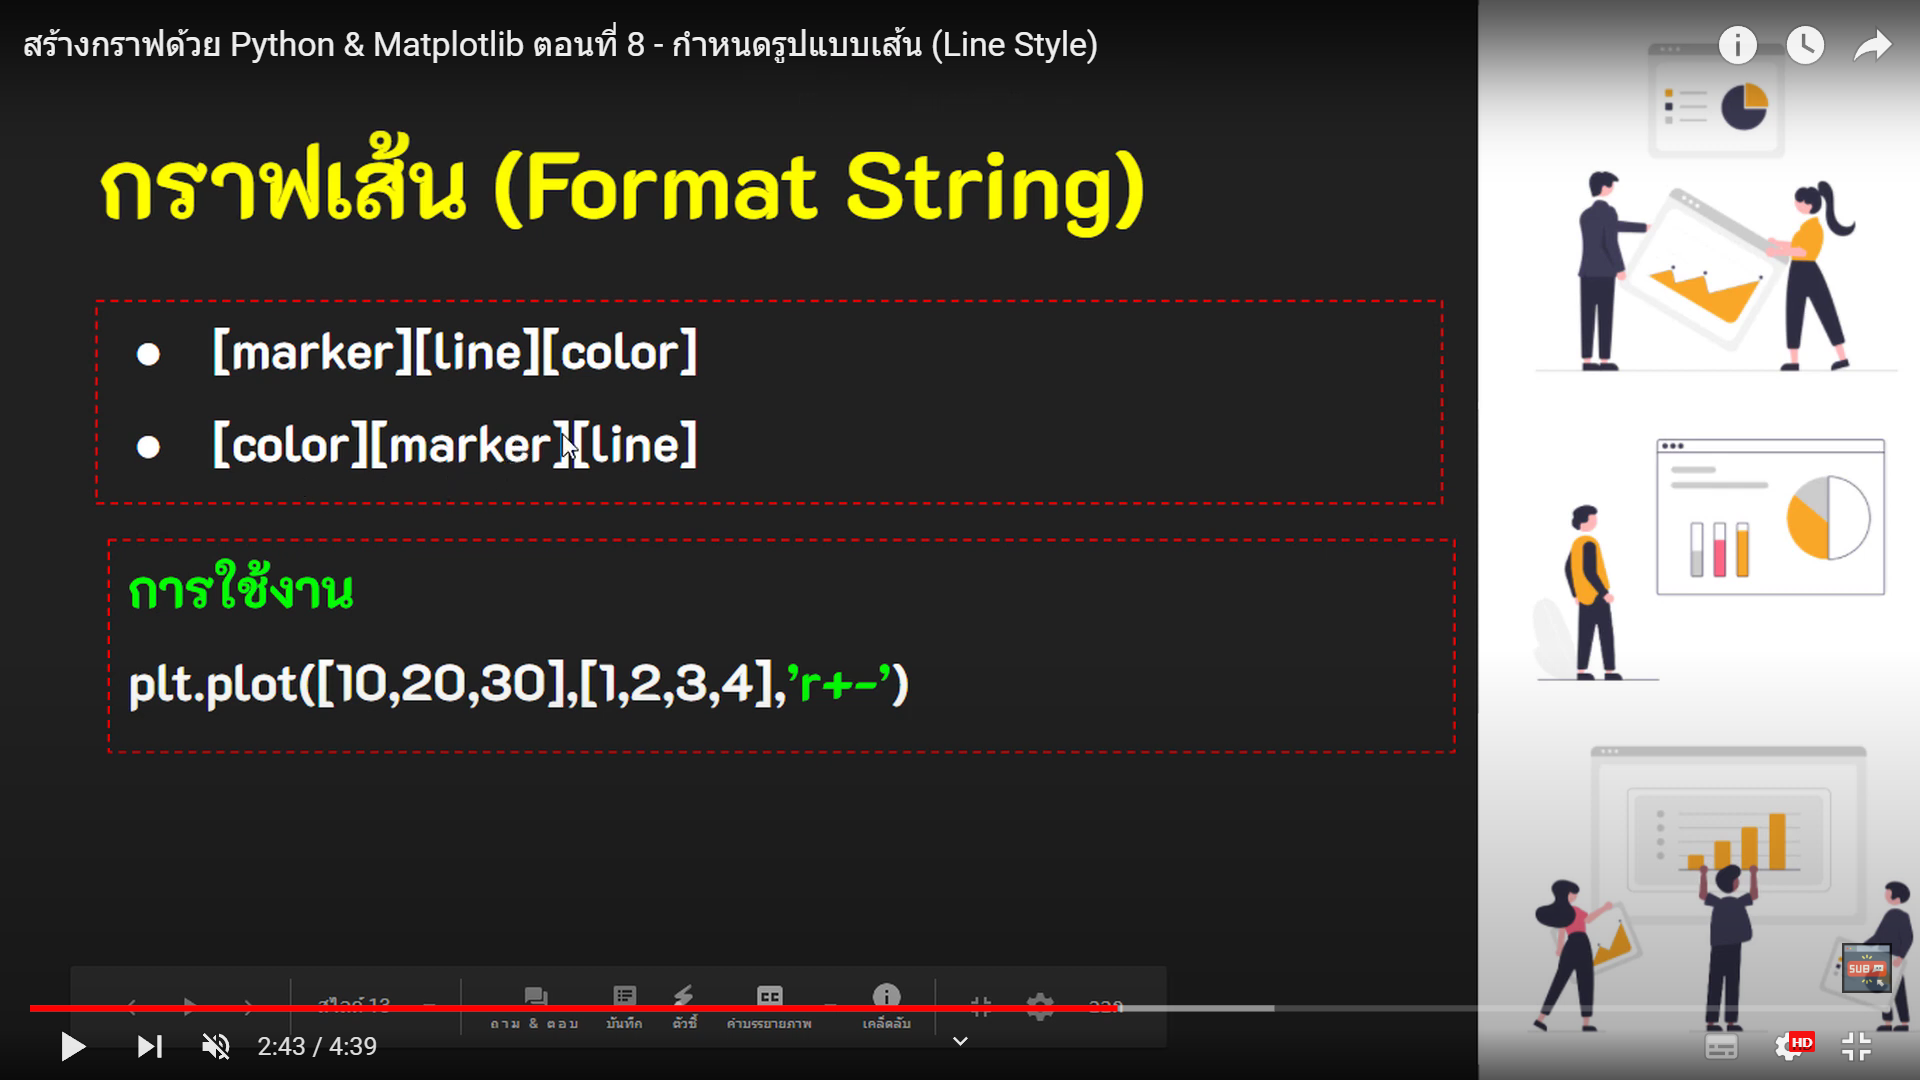 สร้างกราฟด้วย Python & Matplotlib ตอนที่ 8 - กำหนดรูปแบบเส้น (Line Style)
กราฟเส้น (Format String)
● [marker][line][color]
● [color][marker][line]
การใช้งาน
plt.plot([10,20,30],[1,2,3,4],’r+-’)
สไลด์ 13
ถาม & ตอบ บันทึก ตัวชี้ คำบรรยายภาพ เคล็ดลับ
2:43 / 4:39
HD
SUB